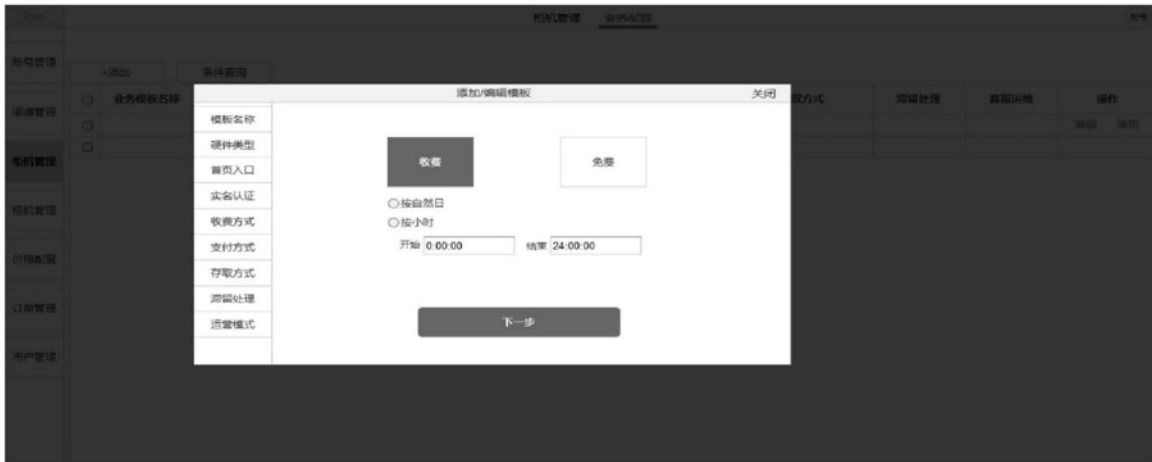 柜机管理 业务配置
账号管理
+添加 条件查询
渠道管理
业务模板名称
取方式 滞留处理 客服运维 操作
编辑
柜机管理
柜机管理
价格配置
订单管理
用户管理
添加/编辑模板 关闭
模板名称
硬件类型
首页入口
实名认证
收费方式
支付方式
存取方式
滞留处理
运营模式
收费 免费
按自然日
按小时
开始 0:00:00 结束 24:00:00
下一步